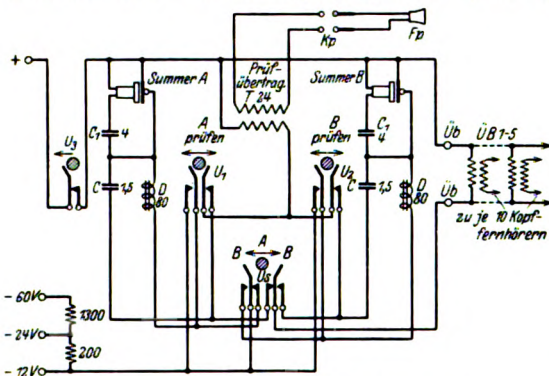 Kp
Fp
+
Summer A
Prüf-
übertrag.
T 24
Summer B
C₁ 4
A
prüfen
B
prüfen
C₁
4
Üb
ÜB 1-5
U₃
U₁
U₂
C 1,5
D
80
C 1,5
D
80
Üb
zu je 10 Kopf-
fernhörern
B A B
Us
-60V
1300
-24V
200
-12V